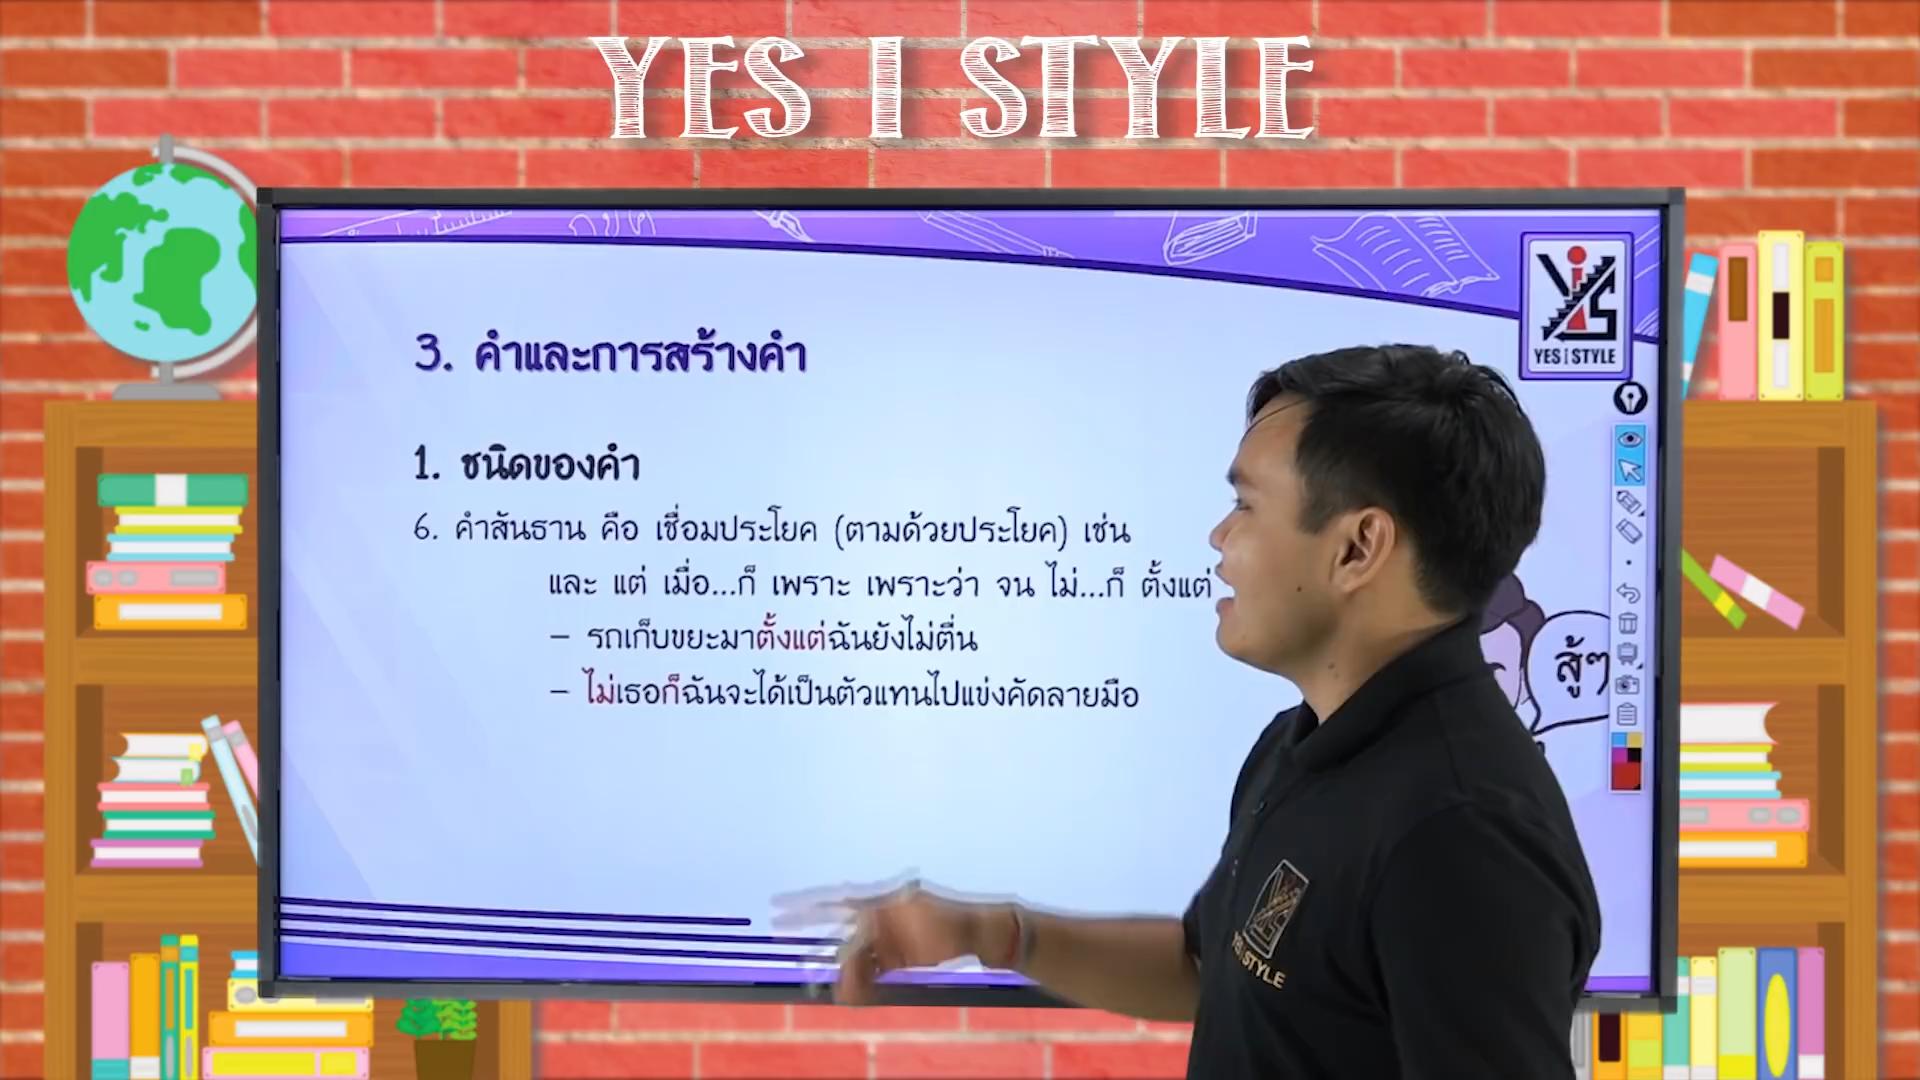 YES I STYLE
กขค
YES I STYLE
3. คำและการสร้างคำ
1. ชนิดของคำ
6. คำสันธาน คือ เชื่อมประโยค (ตามด้วยประโยค) เช่น
และ แต่ เมื่อ...ก็ เพราะ เพราะว่า จน ไม่...ก็ ตั้งแต่
– รถเก็บขยะมาตั้งแต่ฉันยังไม่ตื่น
– ไม่เธอก็ฉันจะได้เป็นตัวแทนไปแข่งคัดลายมือ
สู้ๆ
YES I STYLE